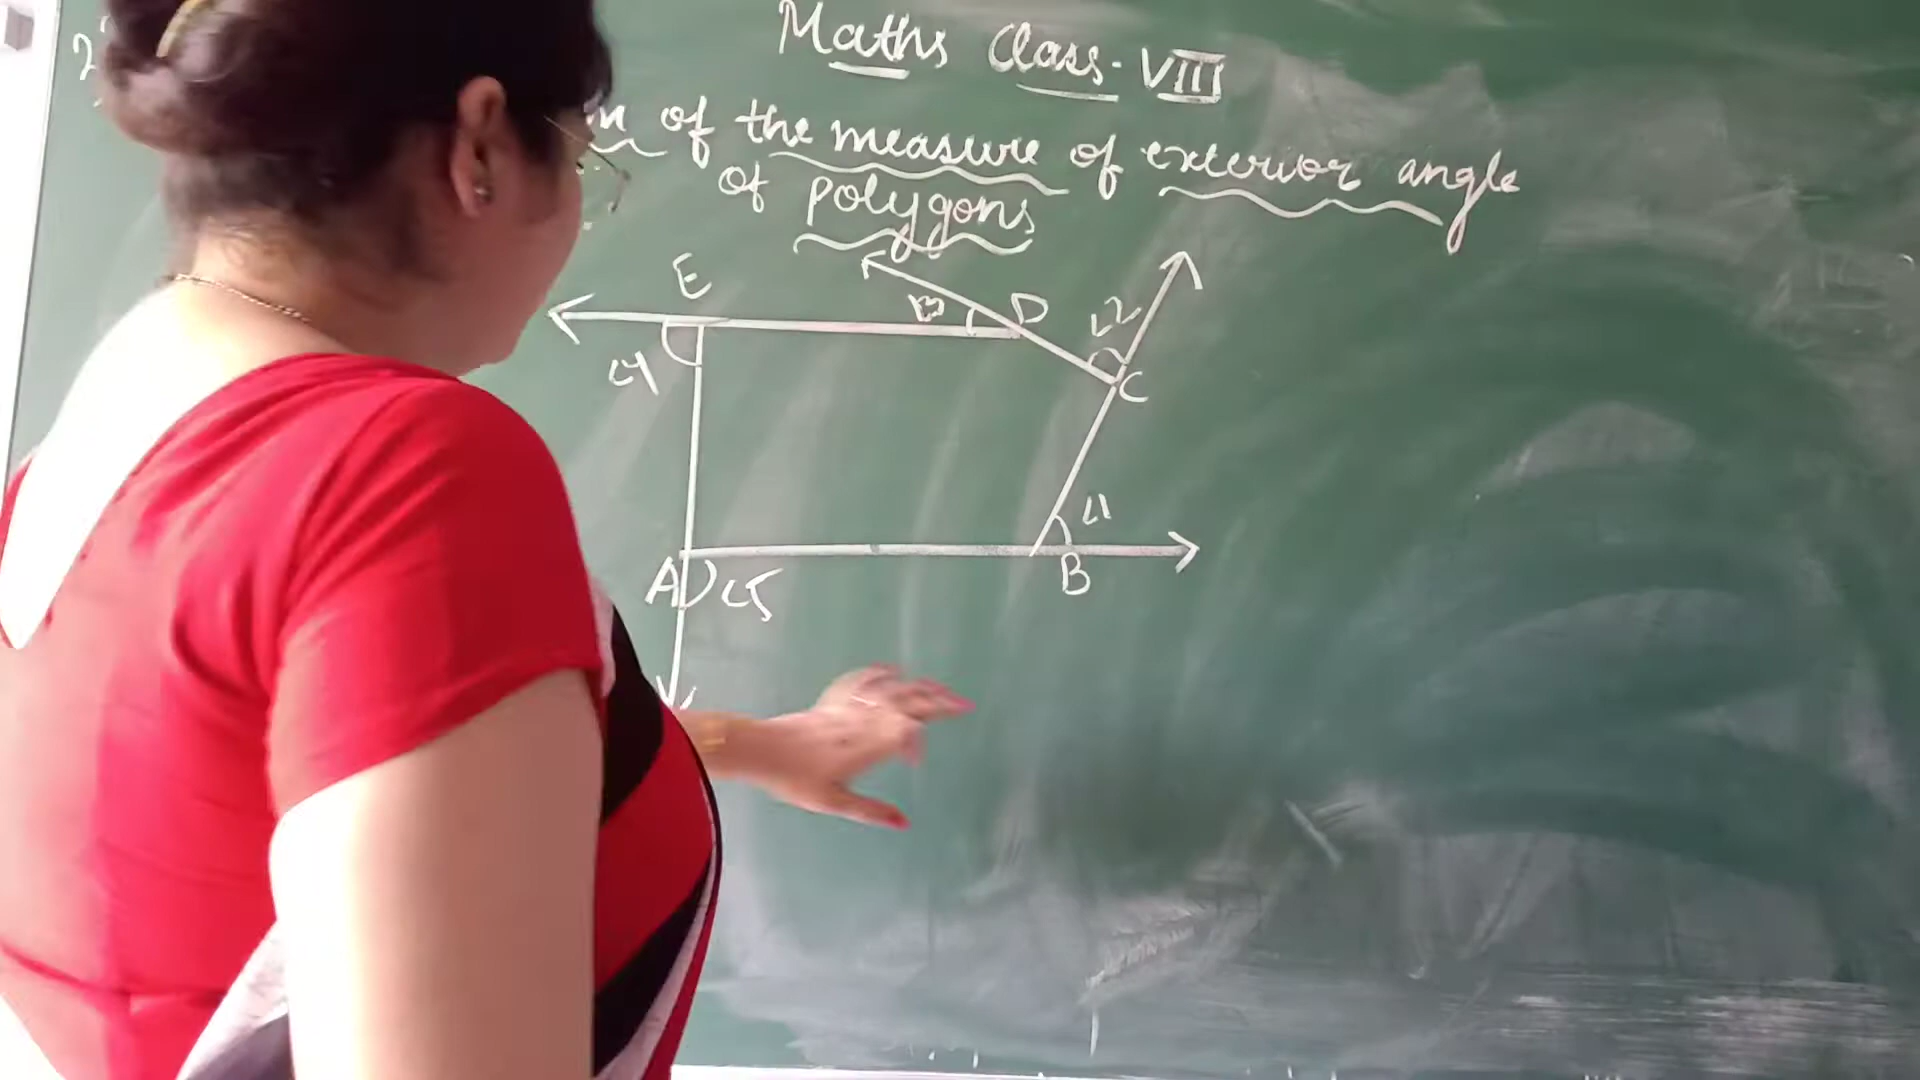 Maths Class - VIII
of the measure of exterior angle
of polygons
E
D
∠3
∠2
∠4
C
∠1
A
∠5
B